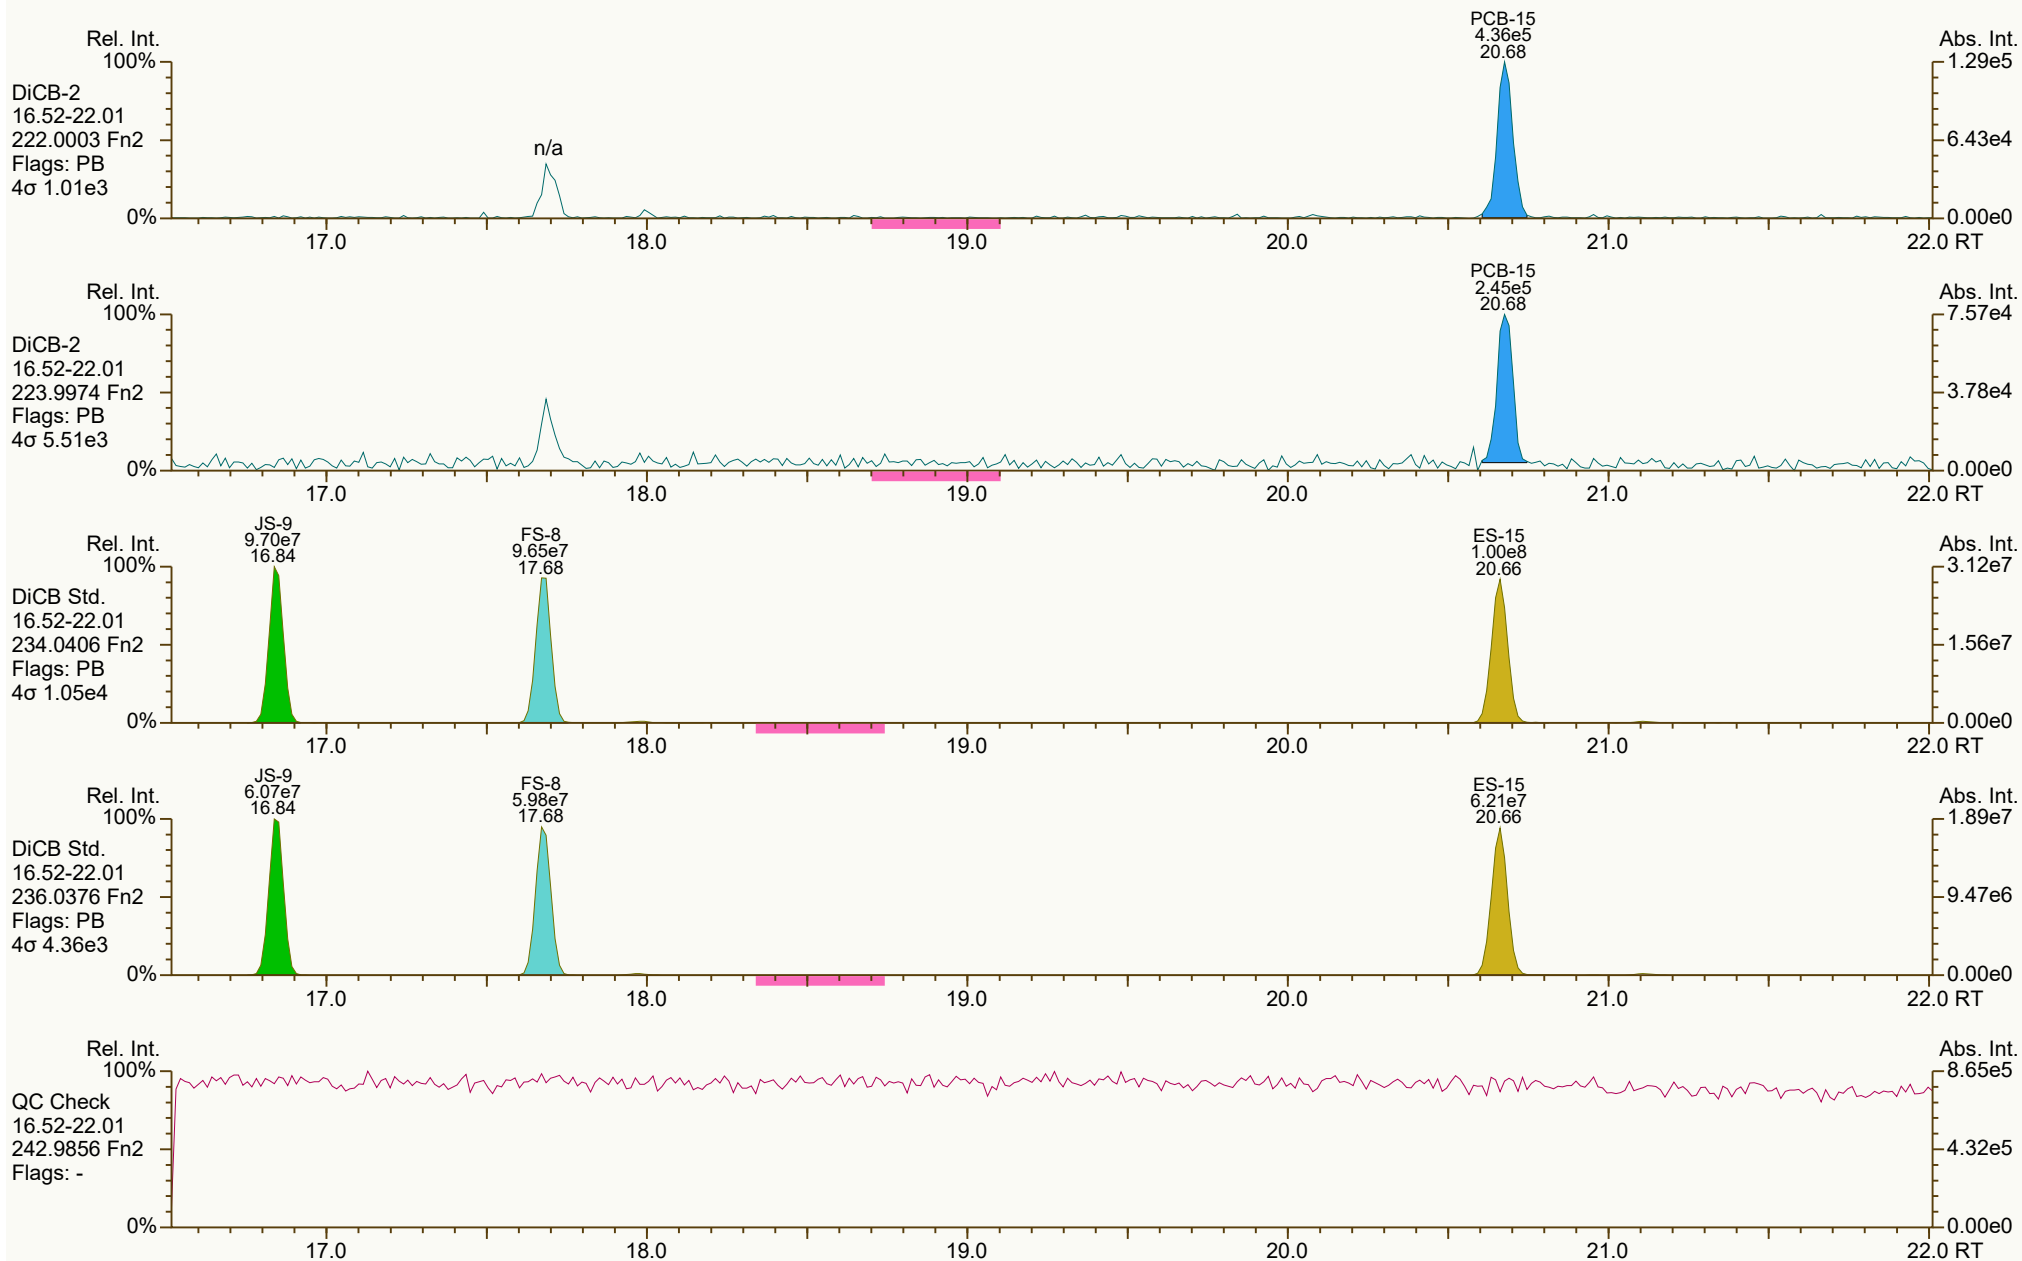 PCB-15
4.36e5
20.68
Rel. Int.
Abs. Int.
100%
1.29e5
DiCB-2
16.52-22.01
222.0003 Fn2
Flags: PB
4σ 1.01e3
n/a
6.43e4
0%
0.00e0
17.0 18.0 19.0 20.0 21.0 22.0 RT
PCB-15
2.45e5
20.68
Rel. Int.
Abs. Int.
100%
7.57e4
DiCB-2
16.52-22.01
223.9974 Fn2
Flags: PB
4σ 5.51e3
3.78e4
0%
0.00e0
17.0 18.0 19.0 20.0 21.0 22.0 RT
JS-9
9.70e7
16.84
FS-8
9.65e7
17.68
ES-15
1.00e8
20.66
Rel. Int.
Abs. Int.
100%
3.12e7
DiCB Std.
16.52-22.01
234.0406 Fn2
Flags: PB
4σ 1.05e4
1.56e7
0%
0.00e0
17.0 18.0 19.0 20.0 21.0 22.0 RT
JS-9
6.07e7
16.84
FS-8
5.98e7
17.68
ES-15
6.21e7
20.66
Rel. Int.
Abs. Int.
100%
1.89e7
DiCB Std.
16.52-22.01
236.0376 Fn2
Flags: PB
4σ 4.36e3
9.47e6
0%
0.00e0
17.0 18.0 19.0 20.0 21.0 22.0 RT
Rel. Int.
Abs. Int.
100%
8.65e5
QC Check
16.52-22.01
242.9856 Fn2
Flags: -
4.32e5
0%
0.00e0
17.0 18.0 19.0 20.0 21.0 22.0 RT